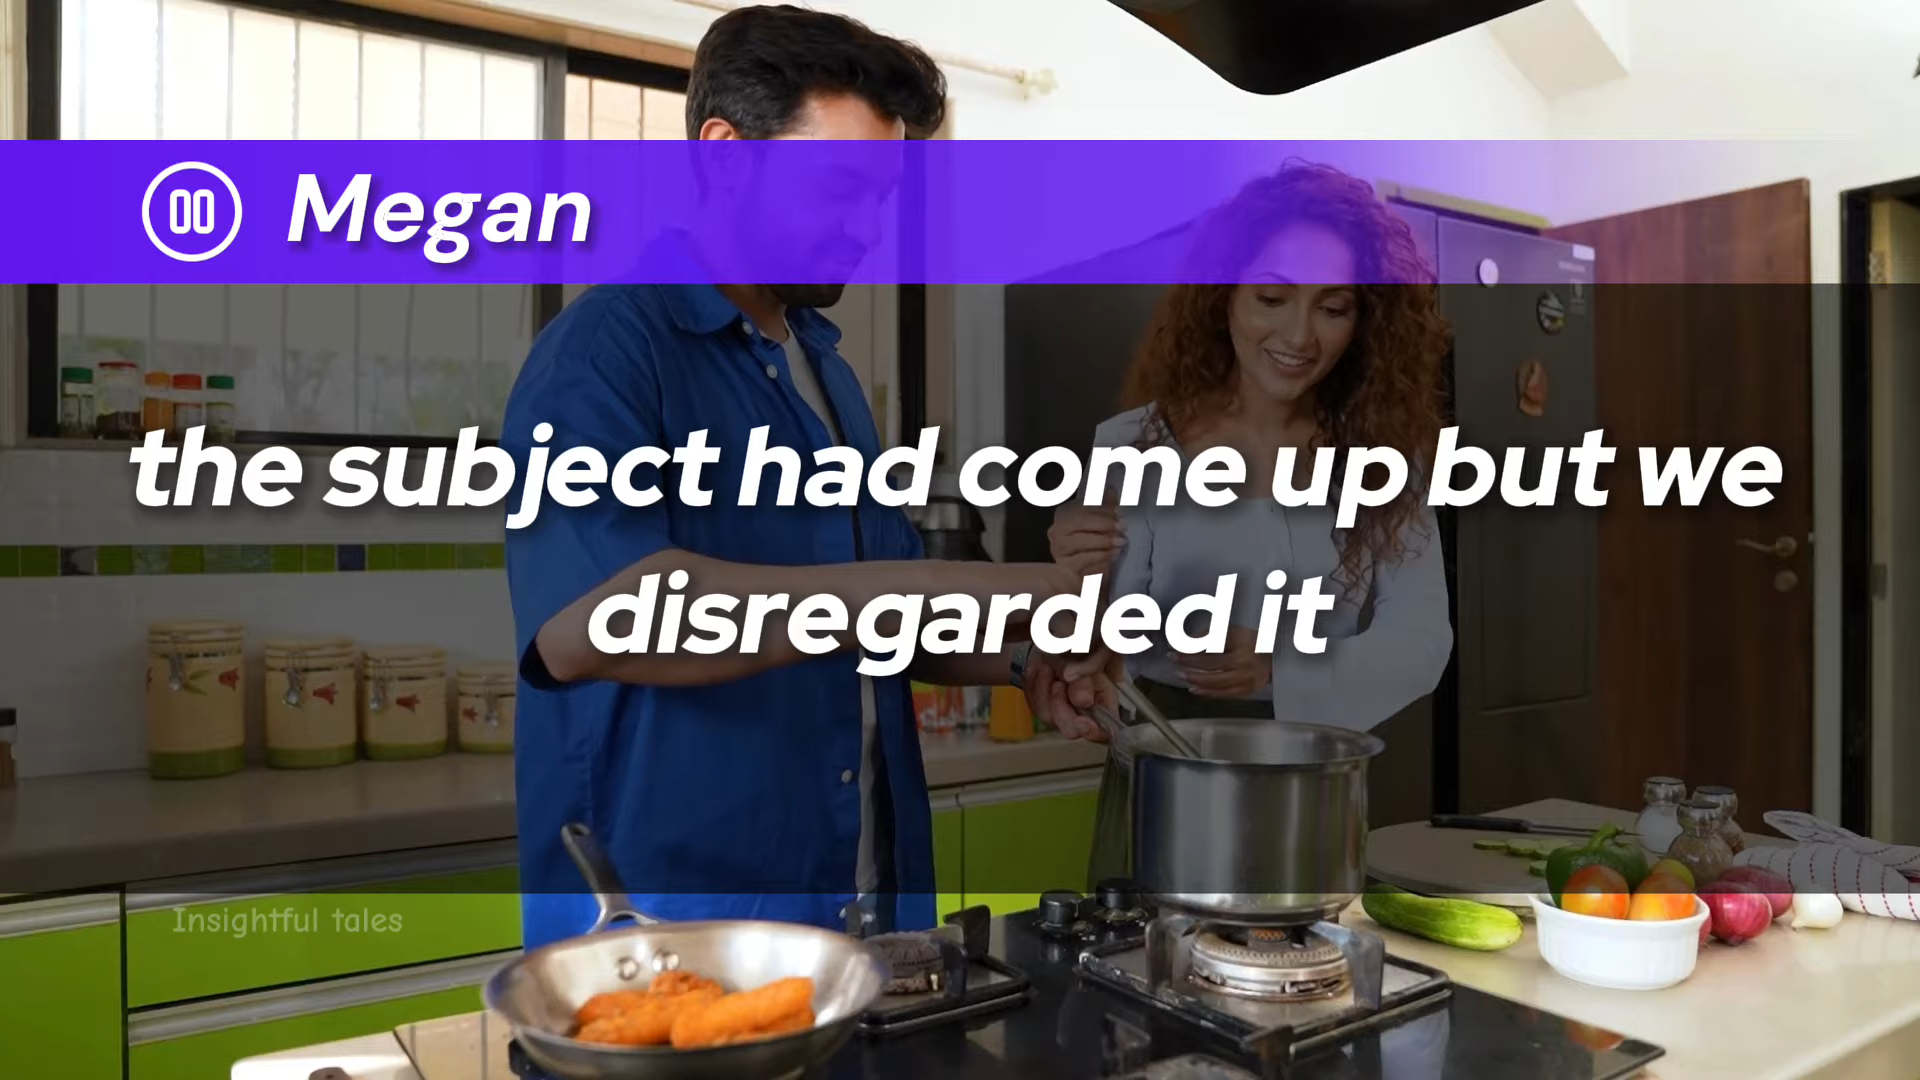 Megan
the subject had come up but we
disregarded it
Insightful tales